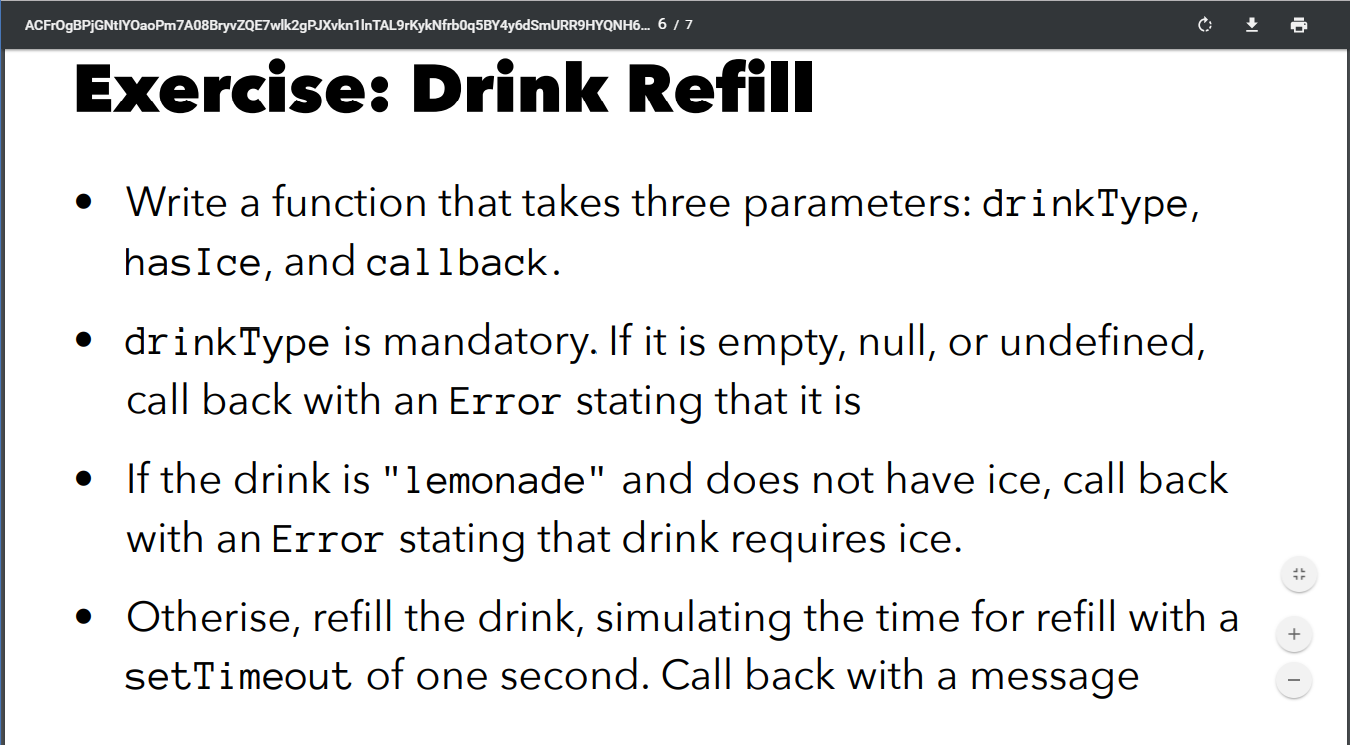 ACFrOgBPjGNtlYOaoPm7A08BryvZQE7wlk2gPJXvkn1lnTAL9rKykNfrb0q5BY4y6dSmURR9HYQNH6... 6 / 7
Exercise: Drink Refill
• Write a function that takes three parameters: drinkType,
hasIce, and callback.
• drinkType is mandatory. If it is empty, null, or undefined,
call back with an Error stating that it is
• If the drink is "lemonade" and does not have ice, call back
with an Error stating that drink requires ice.
• Otherise, refill the drink, simulating the time for refill with a
setTimeout of one second. Call back with a message